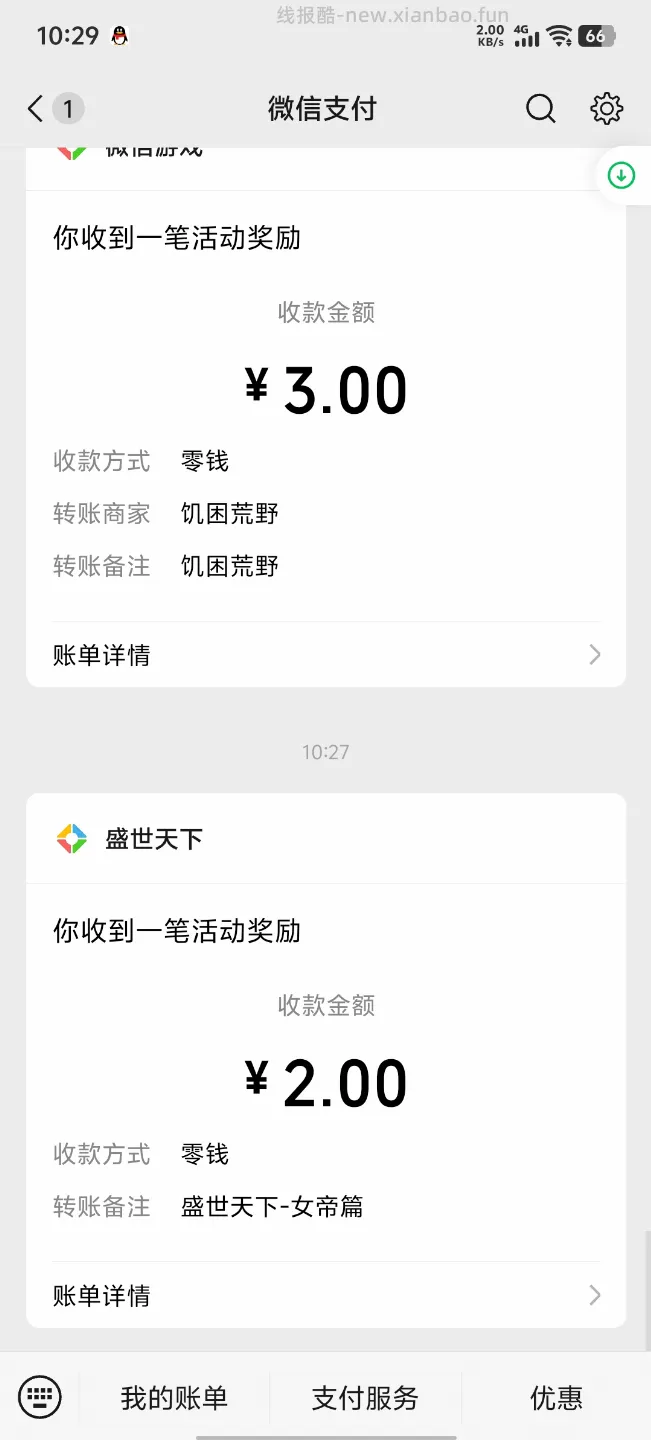 线报酷-new.xianbao.fun
10:29
2.00 KB/s 4G 66
1 微信支付
微信游戏
你收到一笔活动奖励
收款金额
¥ 3.00
收款方式 零钱
转账商家 饥困荒野
转账备注 饥困荒野
账单详情
10:27
盛世天下
你收到一笔活动奖励
收款金额
¥ 2.00
收款方式 零钱
转账备注 盛世天下-女帝篇
账单详情
我的账单 支付服务 优惠